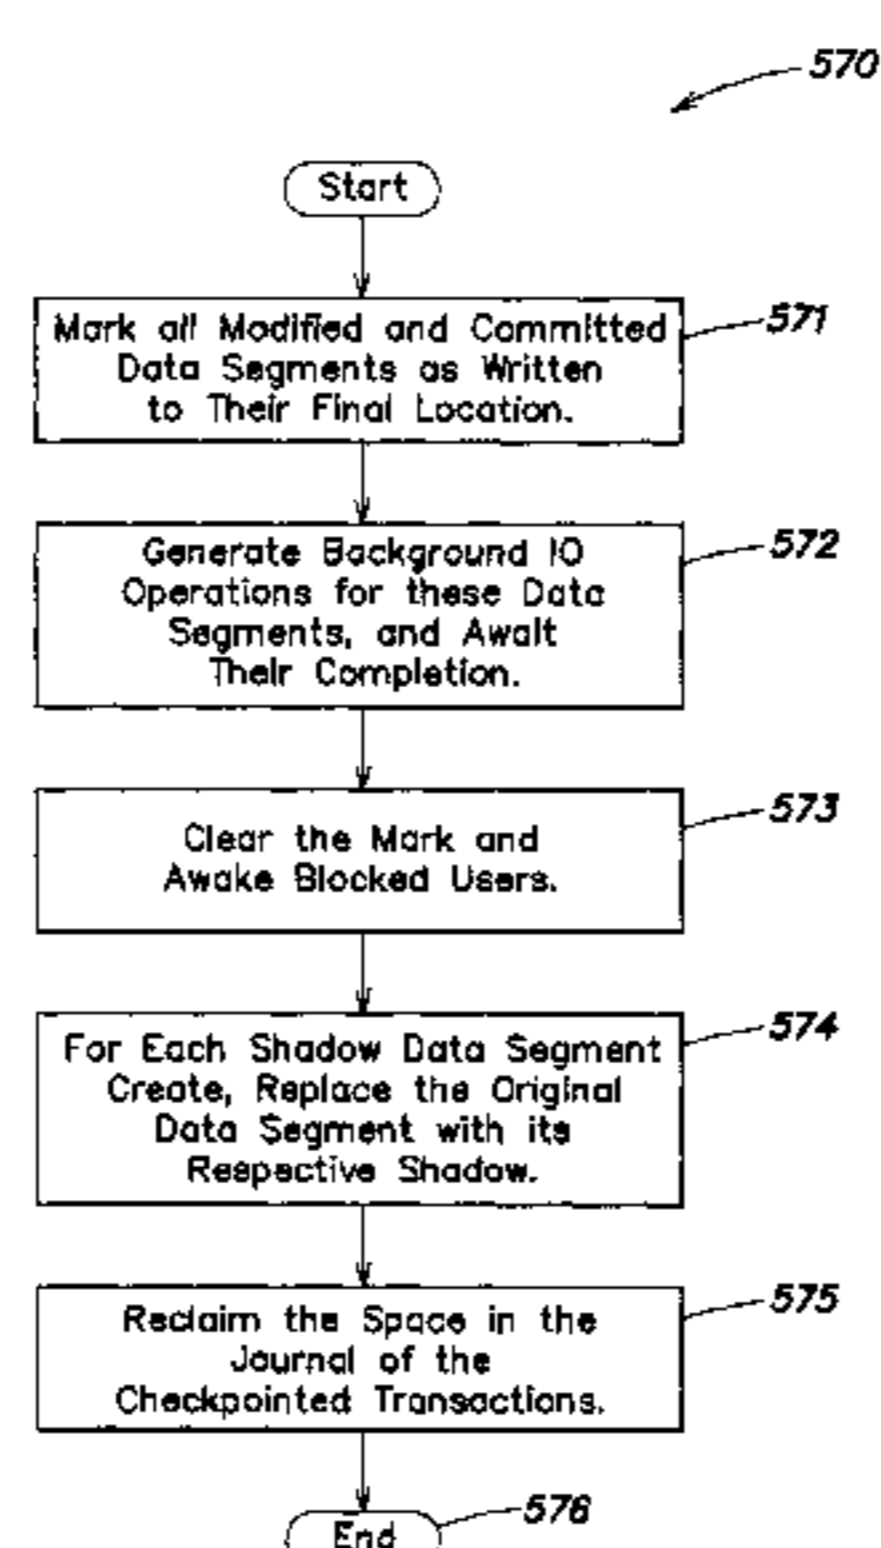 570
Start
Mark all Modified and Committed
Data Segments as Written
to Their Final Location.
571
Generate Background IO
Operations for these Data
Segments, and Await
Their Completion.
572
Clear the Mark and
Awake Blocked Users.
573
For Each Shadow Data Segment
Create, Replace the Original
Data Segment with its
Respective Shadow.
574
Reclaim the Space in the
Journal of the
Checkpointed Transactions.
575
End
576